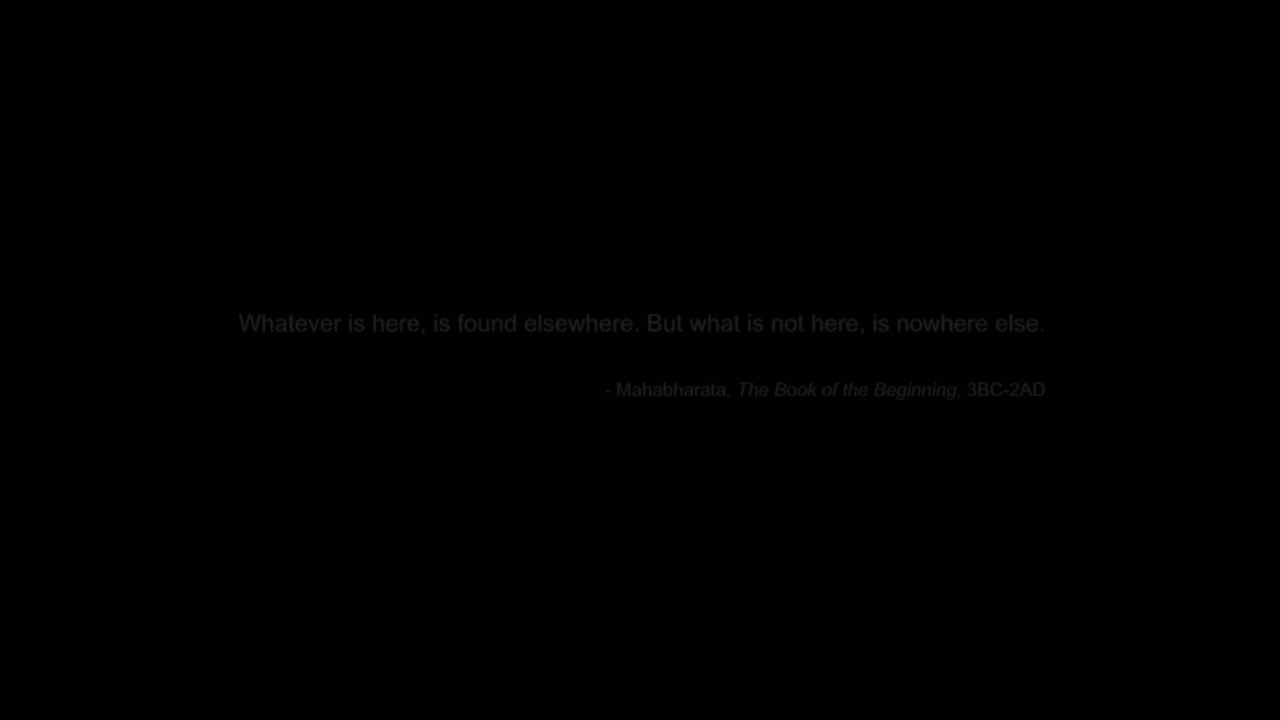 Whatever is here, is found elsewhere. But what is not here, is nowhere else.
- Mahabharata, The Book of the Beginning, 3BC-2AD